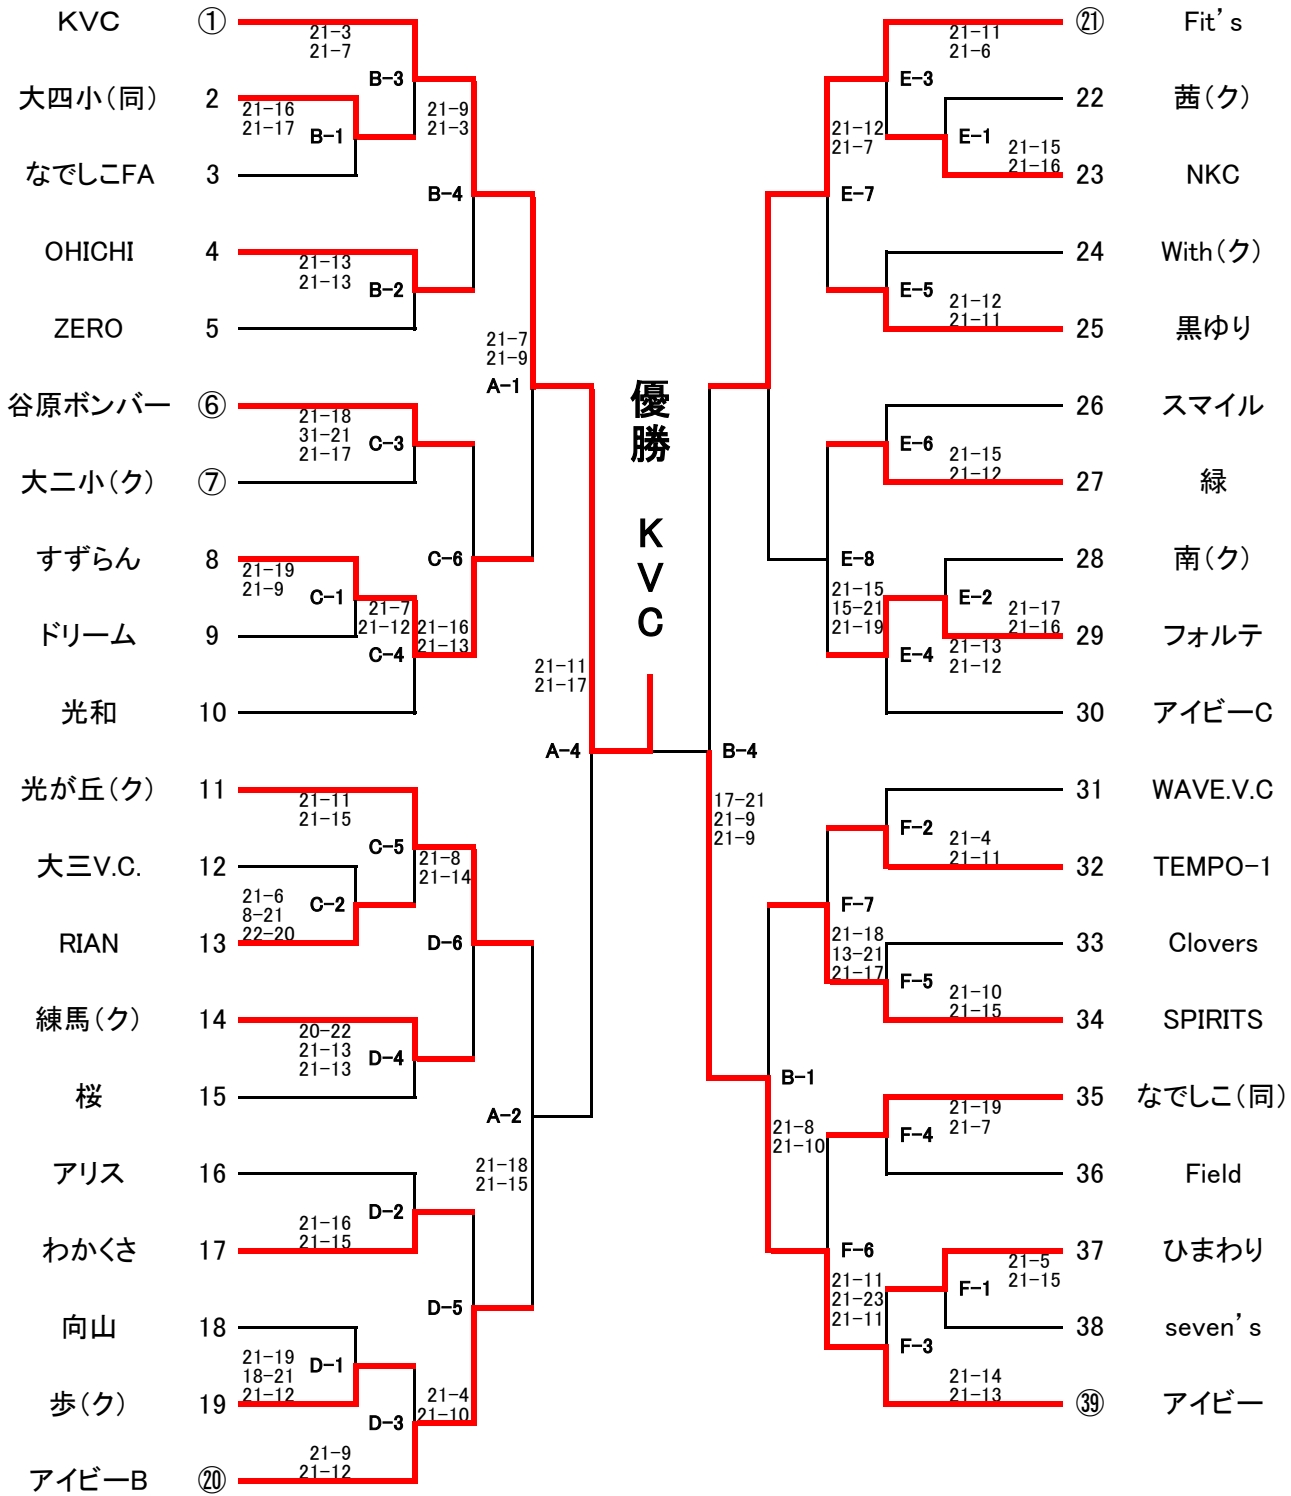 KVC ①
21-3
21-7
B-3
大四小(同) 2
21-16
21-17
B-1
21-9
21-3
なでしこFA 3
B-4
OHICHI 4
21-13
21-13
B-2
ZERO 5
21-7
21-9
A-1
谷原ボンバー ⑥
21-18
31-21
21-17
C-3
大二小(ク) ⑦
すずらん 8
21-19
21-9
C-1
C-6
ドリーム 9
21-7
21-12
C-4
21-16
21-13
光和 10
21-11
21-17
A-4
光が丘(ク) 11
21-11
21-15
C-5
大三V.C. 12
21-8
21-14
21-6
8-21
22-20
C-2
RIAN 13
D-6
練馬(ク) 14
20-22
21-13
21-13
D-4
桜 15
A-2
アリス 16
21-18
21-15
D-2
わかくさ 17
21-16
21-15
D-5
向山 18
21-19
18-21
21-12
D-1
歩(ク) 19
D-3
21-4
21-10
21-9
21-12
アイビーB ⑳
優勝 KVC
㉑ Fit's
21-11
21-6
E-3
22 茜(ク)
21-12
21-7
E-1
21-15
21-16
23 NKC
E-7
24 With(ク)
E-5
21-12
21-11
25 黒ゆり
26 スマイル
E-6
21-15
21-12
27 緑
28 南(ク)
E-8
21-15
15-21
21-19
E-2
21-17
21-16
29 フォルテ
E-4
21-13
21-12
30 アイビーC
B-4
17-21
21-9
21-9
31 WAVE.V.C
F-2
21-4
21-11
32 TEMPO-1
F-7
21-18
13-21
21-17
33 Clovers
F-5
21-10
21-15
34 SPIRITS
B-1
21-8
21-10
35 なでしこ(同)
21-19
21-7
F-4
36 Field
F-6
21-11
21-23
21-11
37 ひまわり
21-5
21-15
F-1
38 seven's
F-3
21-14
21-13
㊴ アイビー